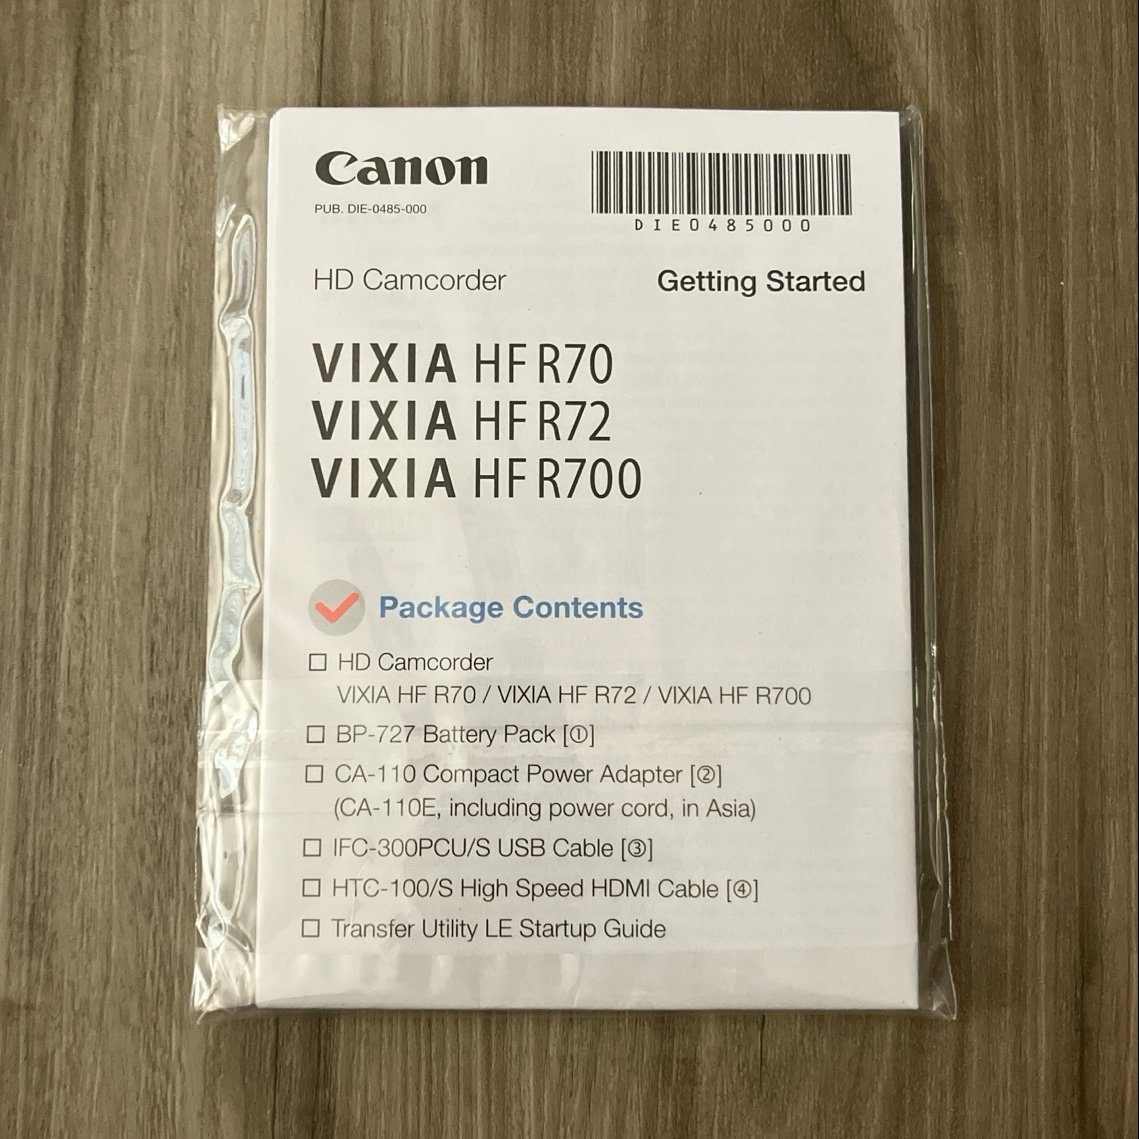 Canon
PUB. DIE-0485-000
DIE0485000
HD Camcorder
Getting Started
VIXIA HF R70
VIXIA HF R72
VIXIA HF R700
Package Contents
☐ HD Camcorder
VIXIA HF R70 / VIXIA HF R72 / VIXIA HF R700
☐ BP-727 Battery Pack [①]
☐ CA-110 Compact Power Adapter [②]
(CA-110E, including power cord, in Asia)
☐ IFC-300PCU/S USB Cable [③]
☐ HTC-100/S High Speed HDMI Cable [④]
☐ Transfer Utility LE Startup Guide